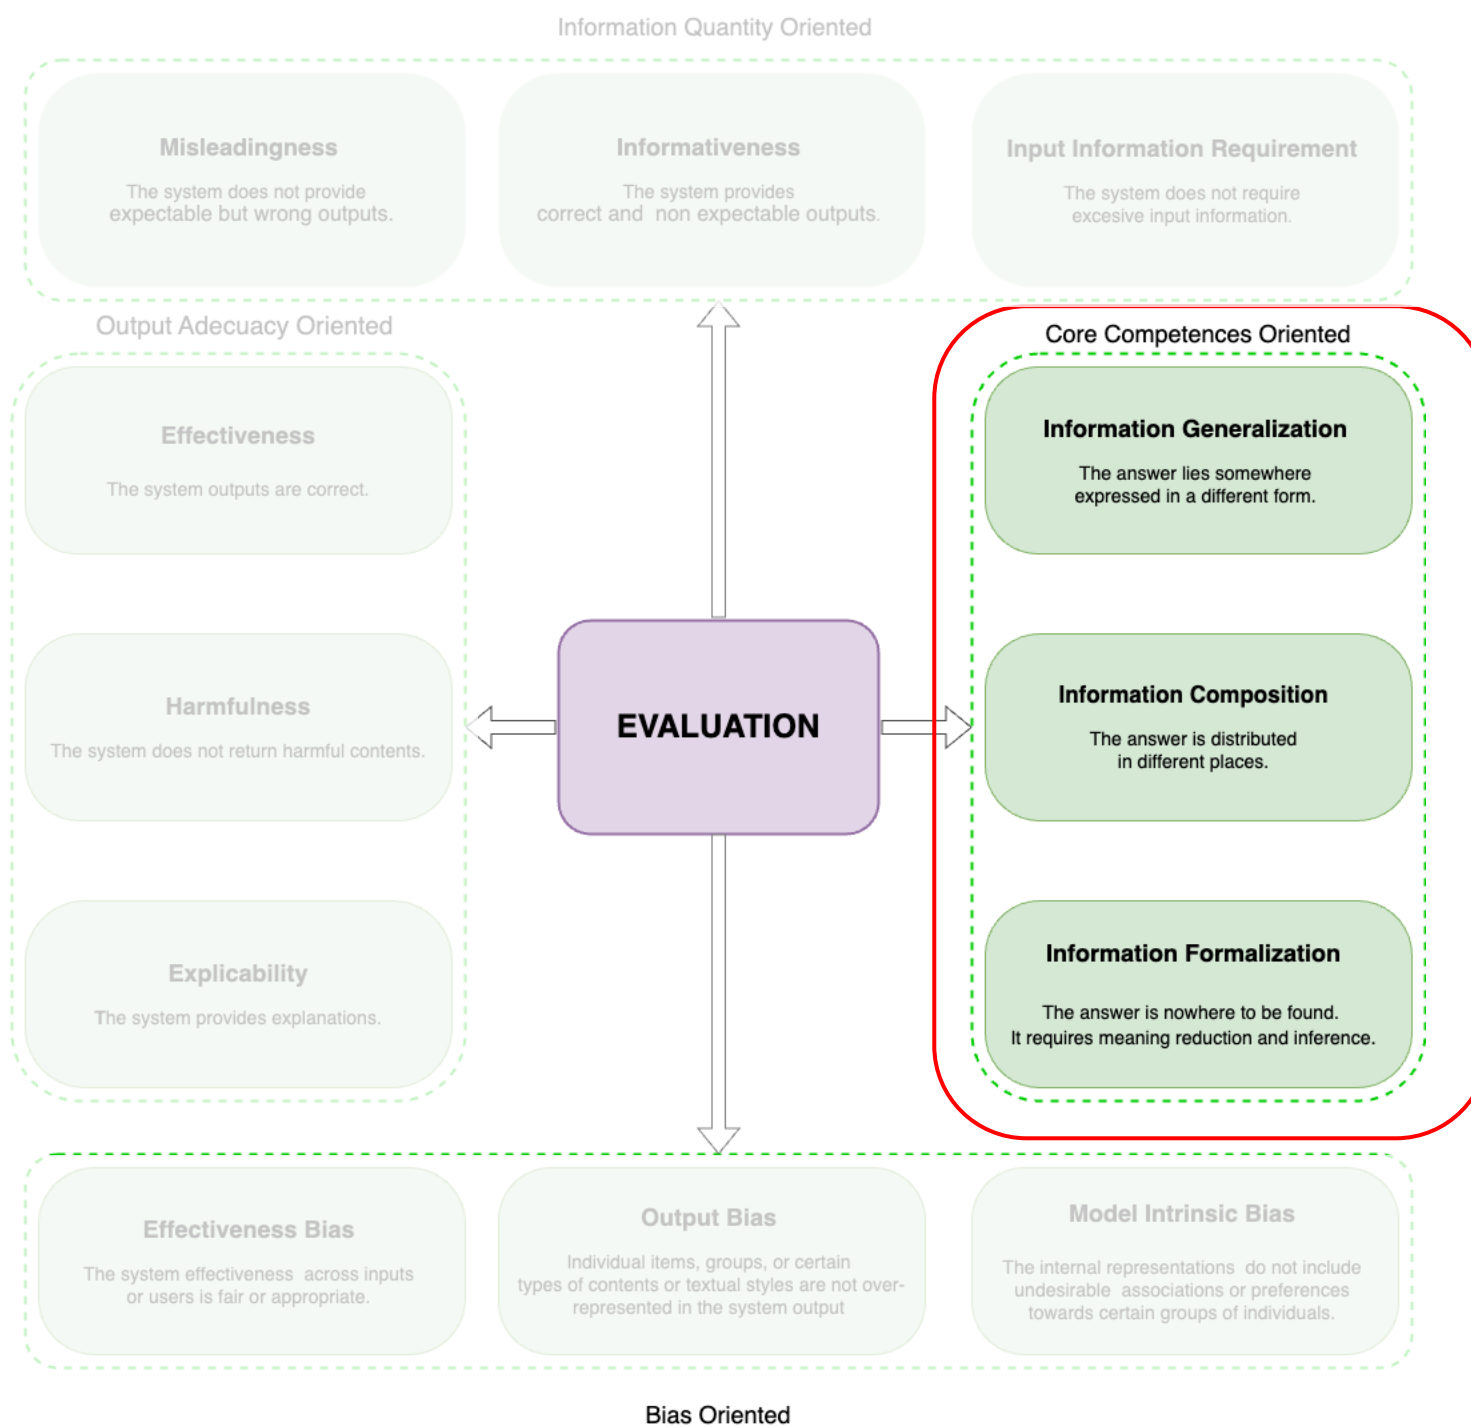 Information Quantity Oriented
Misleadingness
The system does not provide
expectable but wrong outputs.
Informativeness
The system provides
correct and non expectable outputs.
Input Information Requirement
The system does not require
excesive input information.
Output Adecuacy Oriented
Effectiveness
The system outputs are correct.
Harmfulness
The system does not return harmful contents.
Explicability
The system provides explanations.
EVALUATION
Core Competences Oriented
Information Generalization
The answer lies somewhere
expressed in a different form.
Information Composition
The answer is distributed
in different places.
Information Formalization
The answer is nowhere to be found.
It requires meaning reduction and inference.
Effectiveness Bias
The system effectiveness across inputs
or users is fair or appropriate.
Output Bias
Individual items, groups, or certain
types of contents or textual styles are not over-
represented in the system output
Model Intrinsic Bias
The internal representations do not include
undesirable associations or preferences
towards certain groups of individuals.
Bias Oriented